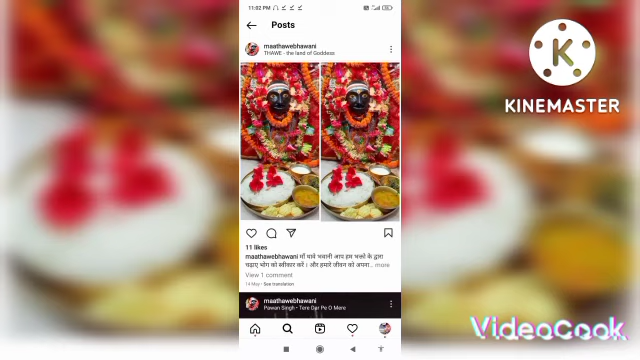 11:02 PM
Posts
maathawebhawani
THAWE - the land of Goddess
KINEMASTER
11 likes
maathawebhawani माँ थावे भवानी आप हम भक्तो के द्वारा
चढ़ाए भोग को स्वीकार करें । और हमारे जीवन को अपना... more
View 1 comment
14 May • See translation
maathawebhawani
Pawan Singh • Tere Dar Pe O Mere
VideoCook